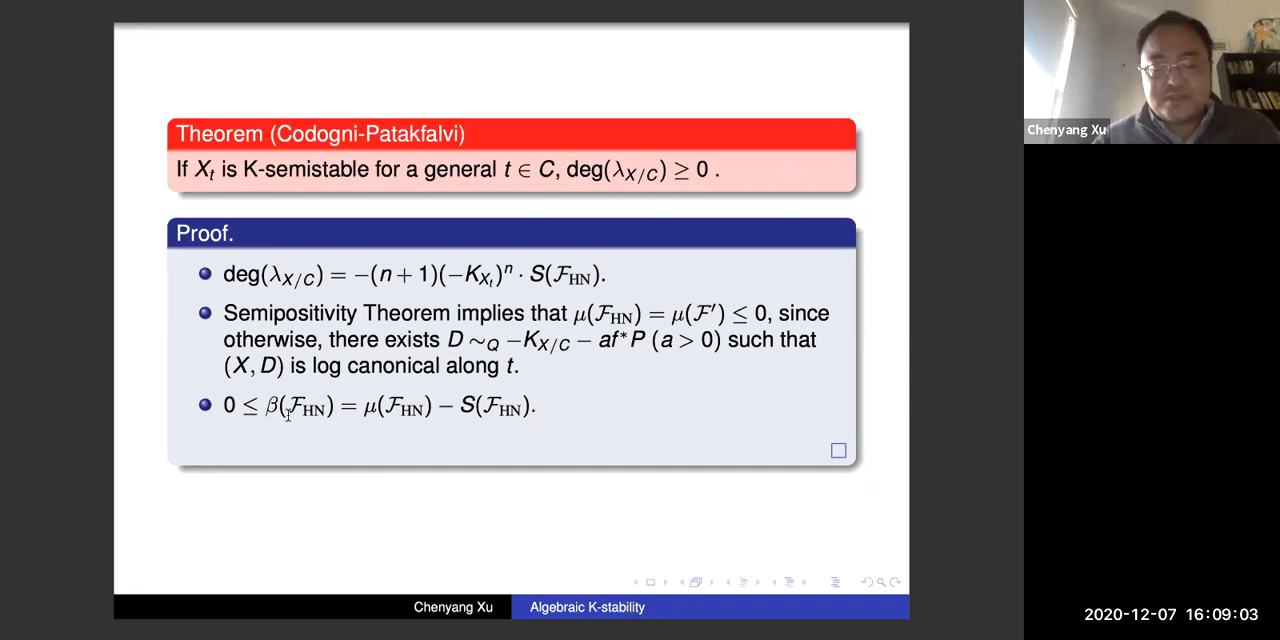 Theorem (Codogni-Patakfalvi)
If X_t is K-semistable for a general t ∈ C, deg(λ_{X/C}) ≥ 0 .
Proof.
deg(λ_{X/C}) = −(n + 1)(−K_{X_t})^n · S(ℱ_HN).
Semipositivity Theorem implies that μ(ℱ_HN) = μ(ℱ′) ≤ 0, since
otherwise, there exists D ∼_Q −K_{X/C} − af*P (a > 0) such that
(X, D) is log canonical along t.
0 ≤ β(ℱ_HN) = μ(ℱ_HN) − S(ℱ_HN).
Chenyang Xu
Algebraic K-stability
Chenyang Xu
2020-12-07 16:09:03